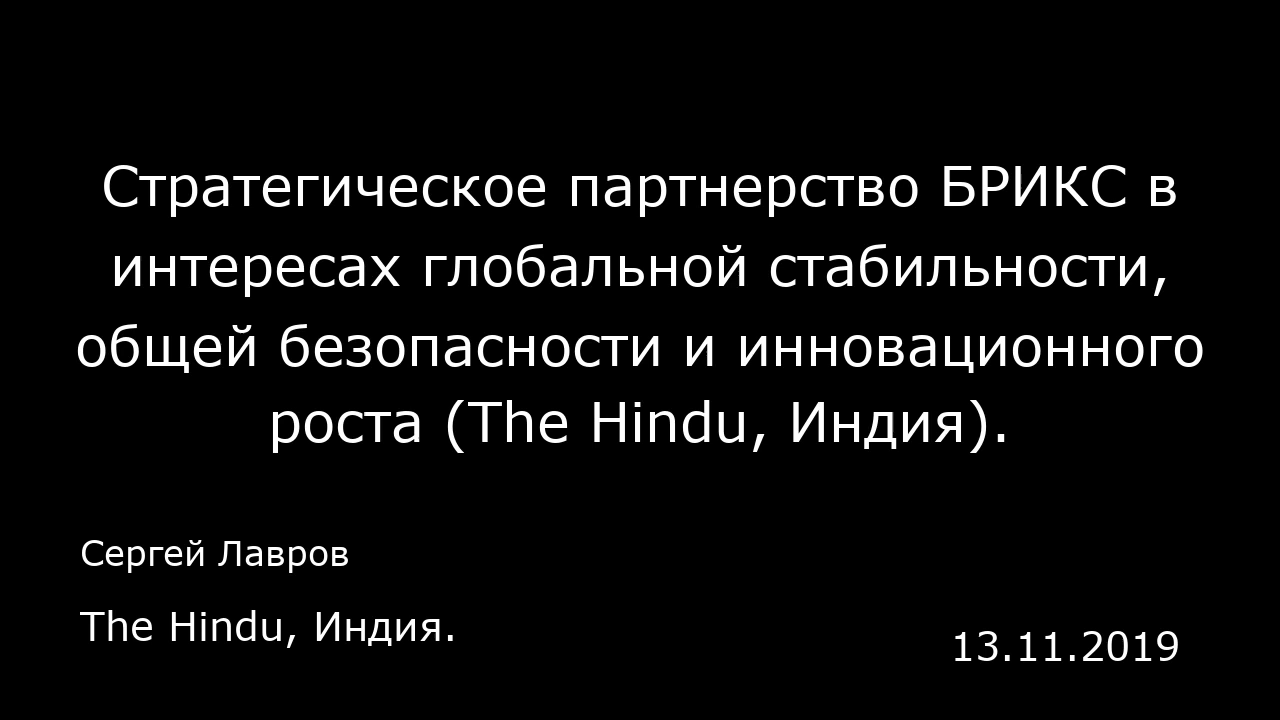 Стратегическое партнерство БРИКС в
интересах глобальной стабильности,
общей безопасности и инновационного
роста (The Hindu, Индия).
Сергей Лавров
The Hindu, Индия.
13.11.2019